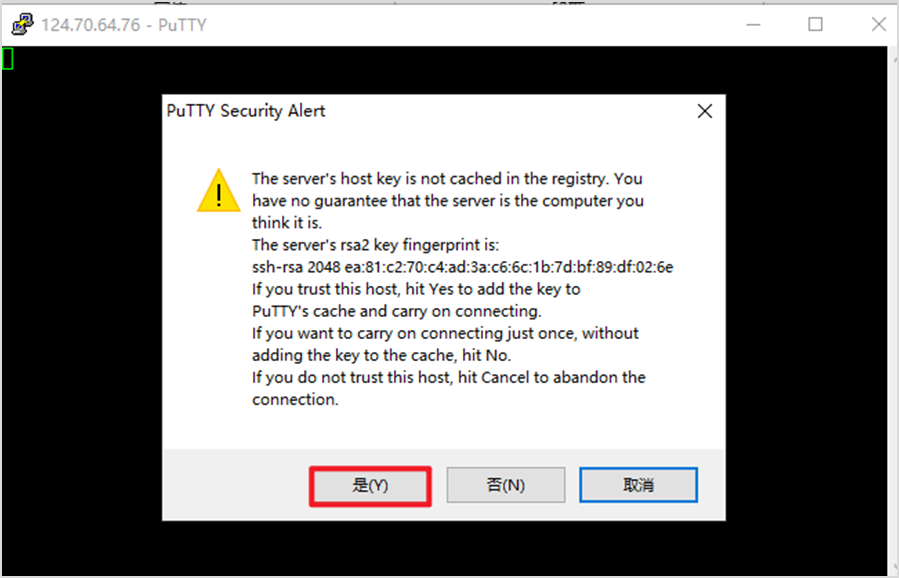 124.70.64.76 - PuTTY
PuTTY Security Alert
The server's host key is not cached in the registry. You
have no guarantee that the server is the computer you
think it is.
The server's rsa2 key fingerprint is:
ssh-rsa 2048 ea:81:c2:70:c4:ad:3a:c6:6c:1b:7d:bf:89:df:02:6e
If you trust this host, hit Yes to add the key to
PuTTY's cache and carry on connecting.
If you want to carry on connecting just once, without
adding the key to the cache, hit No.
If you do not trust this host, hit Cancel to abandon the
connection.
是(Y)
否(N)
取消